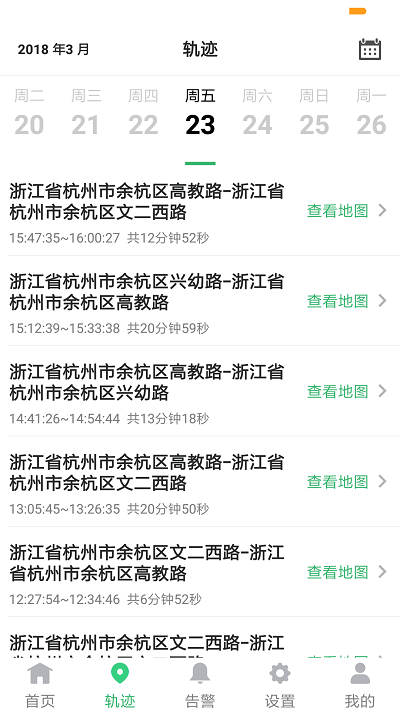 2018 年3 月
轨迹
周二 周三 周四 周五 周六 周日 周一
20 21 22 23 24 25 26
浙江省杭州市余杭区高教路-浙江省
杭州市余杭区文二西路
查看地图
15:47:35~16:00:27 共12分钟52秒
浙江省杭州市余杭区兴幼路-浙江省
杭州市余杭区高教路
查看地图
15:12:39~15:33:38 共20分钟59秒
浙江省杭州市余杭区高教路-浙江省
杭州市余杭区兴幼路
查看地图
14:41:26~14:54:44 共13分钟18秒
浙江省杭州市余杭区高教路-浙江省
杭州市余杭区文二西路
查看地图
13:05:45~13:26:35 共20分钟50秒
浙江省杭州市余杭区文二西路-浙江
省杭州市余杭区高教路
查看地图
12:27:54~12:34:46 共6分钟52秒
浙江省杭州市余杭区文二西路-浙江
首页 轨迹 告警 设置 我的